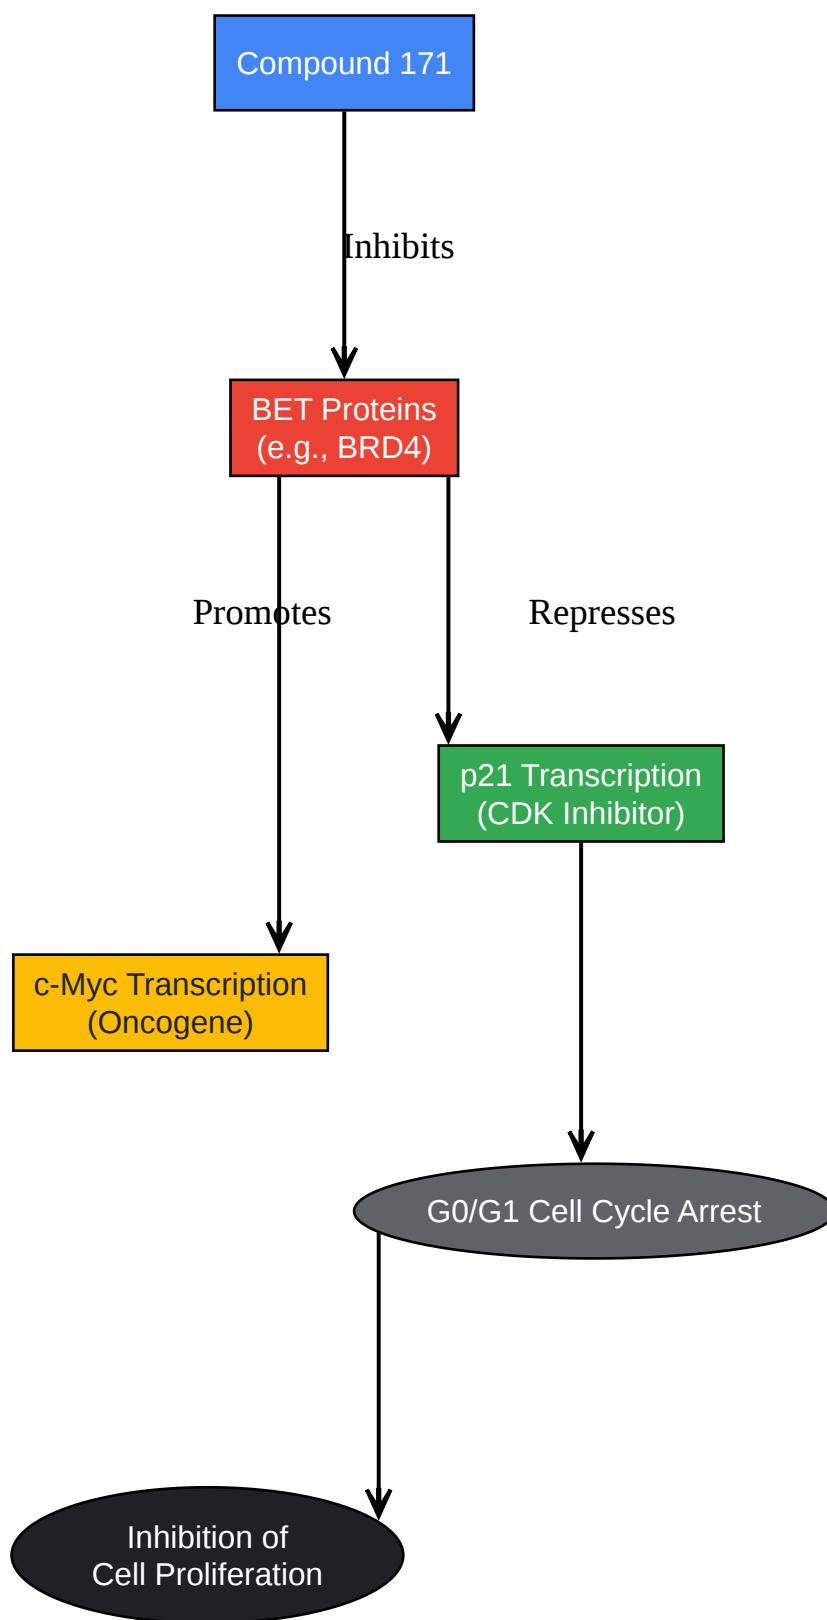 Compound 171
Inhibits
BET Proteins
(e.g., BRD4)
Promotes
Represses
p21 Transcription
(CDK Inhibitor)
c-Myc Transcription
(Oncogene)
G0/G1 Cell Cycle Arrest
Inhibition of
Cell Proliferation